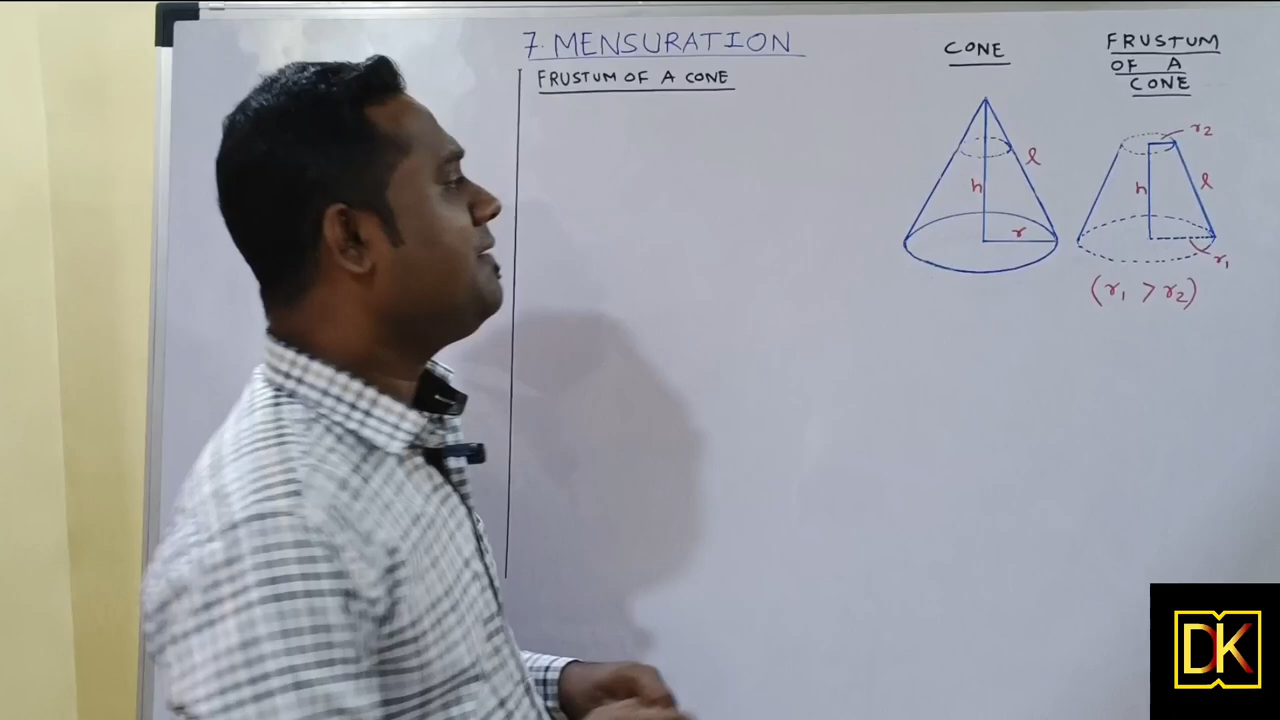 7. MENSURATION
FRUSTUM OF A CONE
CONE
h
l
r
FRUSTUM
OF A
CONE
r2
h
l
r1
(r1 > r2)
DK